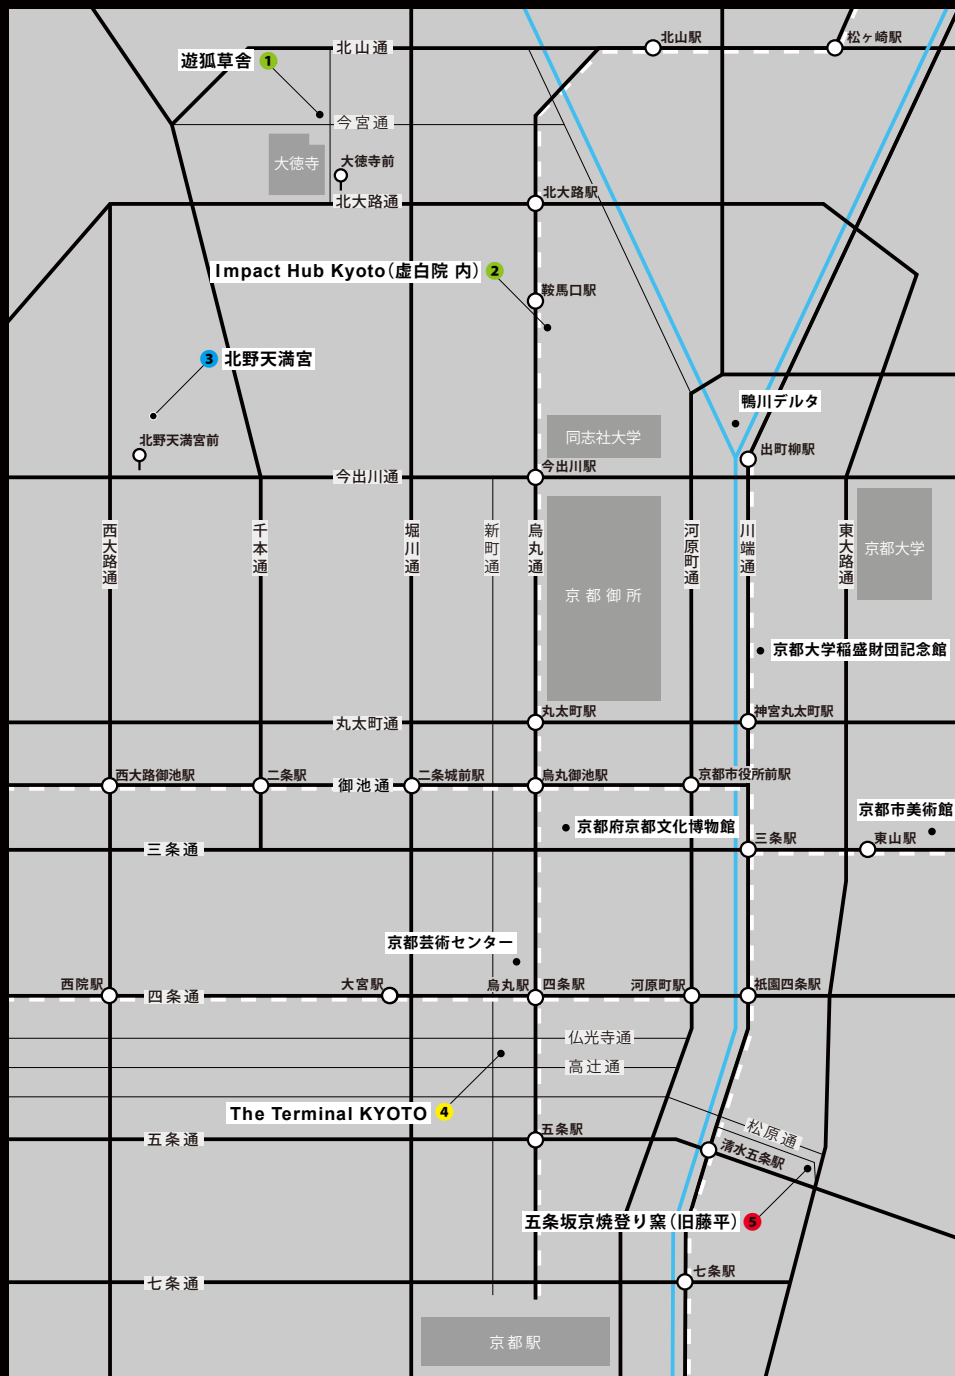 北山駅
松ヶ崎駅
北山通
遊狐草舎 1
今宮通
大徳寺
大徳寺前
北大路駅
北大路通
Impact Hub Kyoto(虚白院 内) 2
鞍馬口駅
3 北野天満宮
鴨川デルタ
北野天満宮前
同志社大学
出町柳駅
今出川駅
今出川通
西大路通
千本通
堀川通
新町通
烏丸通
河原町通
川端通
東大路通
京都大学
京都御所
京都大学稲盛財団記念館
丸太町駅
神宮丸太町駅
丸太町通
西大路御池駅
二条駅
御池通
二条城前駅
烏丸御池駅
京都市役所前駅
京都市美術館
京都府京都文化博物館
三条駅
東山駅
三条通
京都芸術センター
西院駅
四条通
大宮駅
烏丸駅
四条駅
河原町駅
祇園四条駅
仏光寺通
高辻通
The Terminal KYOTO 4
五条駅
松原通
五条通
清水五条駅
五条坂京焼登り窯(旧藤平) 5
七条駅
七条通
京都駅